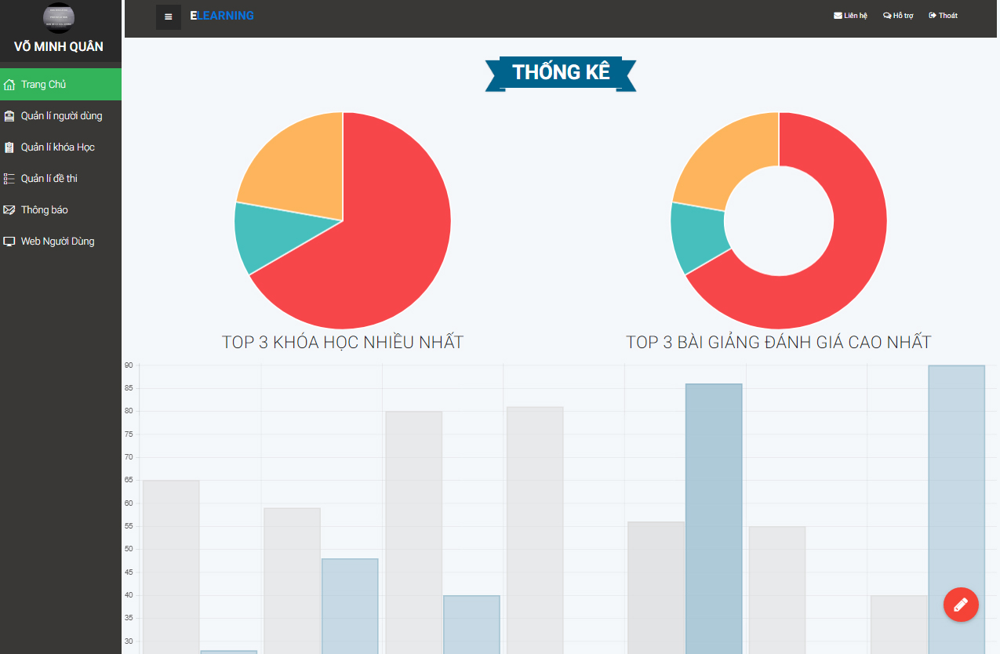 VÕ MINH QUÂN
Trang Chủ
Quản lí người dùng
Quản lí khóa Học
Quản lí đề thi
Thông báo
Web Người Dùng
ELEARNING
Liên hệ
Hỗ trợ
Thoát
THỐNG KÊ
TOP 3 KHÓA HỌC NHIỀU NHẤT
TOP 3 BÀI GIẢNG ĐÁNH GIÁ CAO NHẤT
90
85
80
75
70
65
60
55
50
45
40
35
30